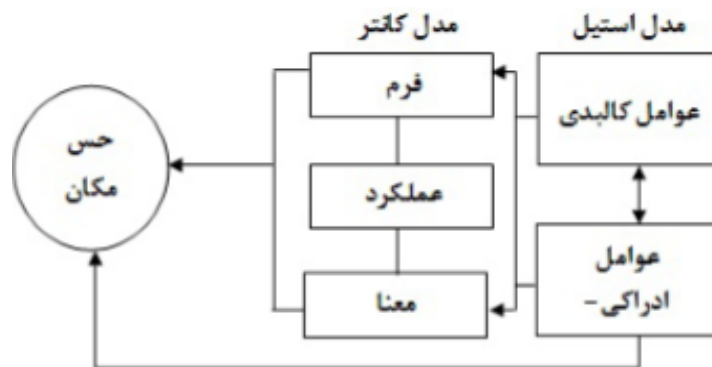 مدل استیل
مدل کانتر
عوامل کالبدی
فرم
حس
مکان
عملکرد
عوامل
ادراکی-
معنا